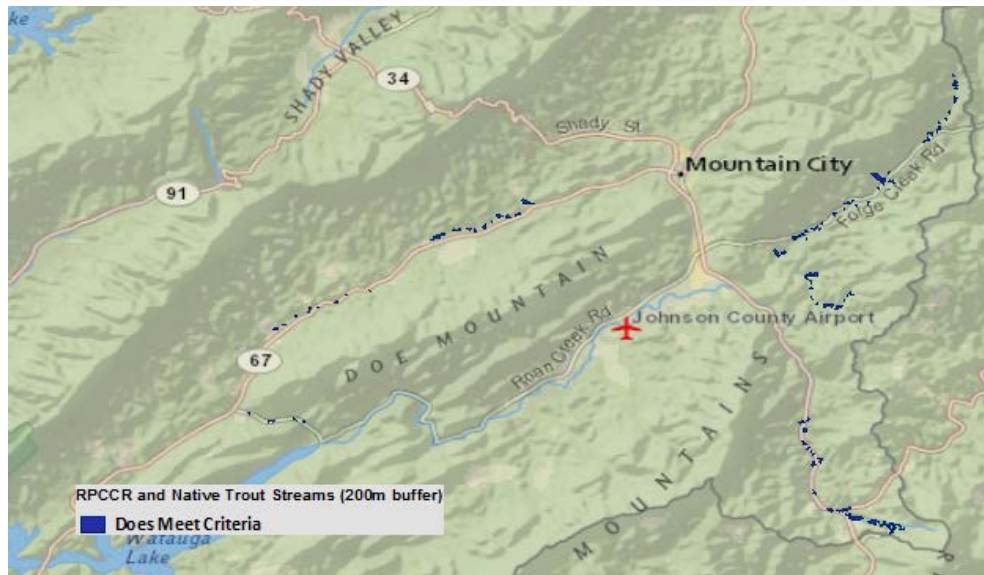 ke
SHADY VALLEY
34
Shady St
Mountain City
91
Forge Creek Rd
DOE MOUNTAIN
Roan Creek Rd
Johnson County Airport
67
MOUNTAINS
MOUNTAINS
RPCCR and Native Trout Streams (200m buffer)
Does Meet Criteria
Watauga
Lake